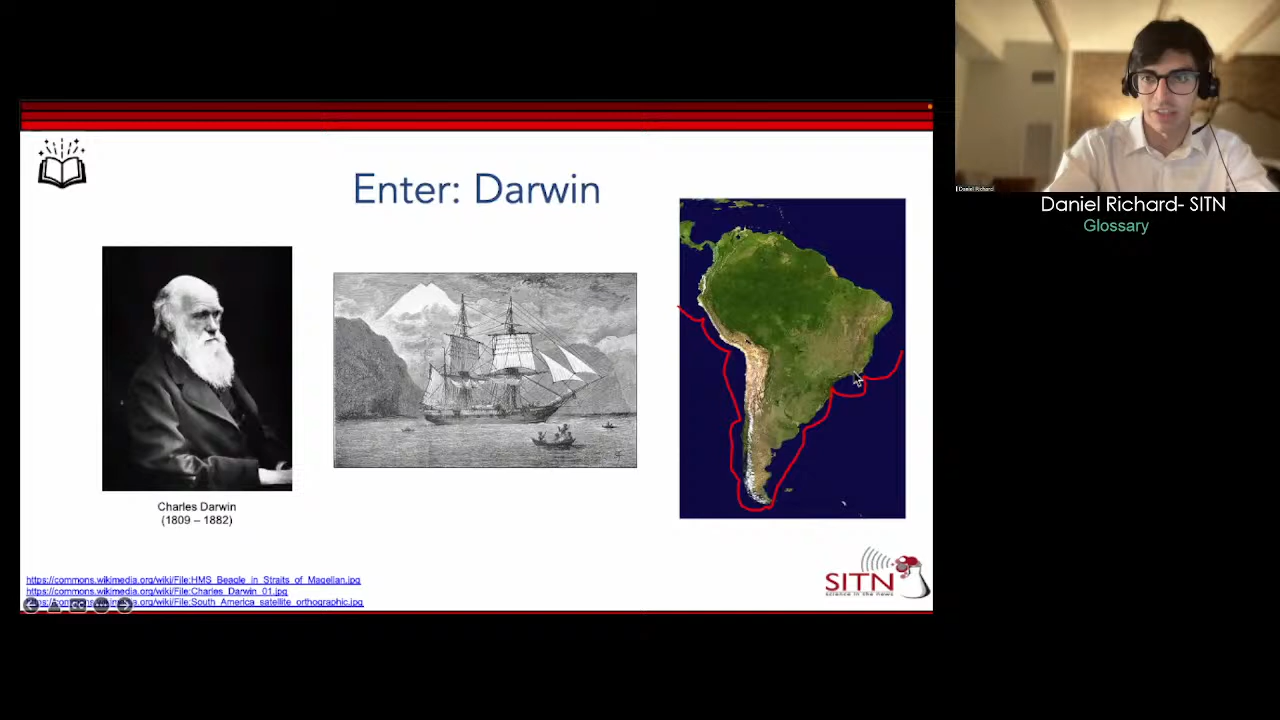 Enter: Darwin
Charles Darwin
(1809 – 1882)
https://commons.wikimedia.org/wiki/File:HMS_Beagle_in_Straits_of_Magellan.jpg
https://commons.wikimedia.org/wiki/File:Charles_Darwin_01.jpg
https://commons.wikimedia.org/wiki/File:South_America_satellite_orthographic.jpg
SITN
science in the news
Daniel Richard
Daniel Richard- SITN
Glossary